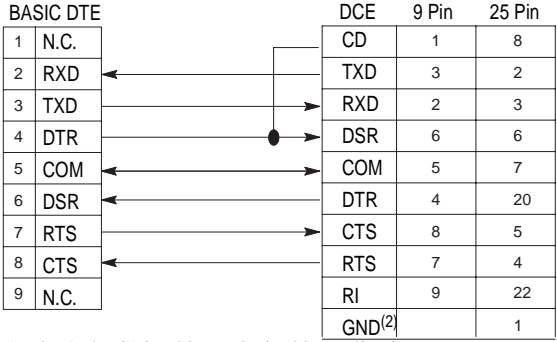 BASIC DTE DCE 9 Pin 25 Pin
1 N.C. CD 1 8
2 RXD TXD 3 2
3 TXD RXD 2 3
4 DTR DSR 6 6
5 COM COM 5 7
6 DSR DTR 4 20
7 RTS CTS 8 5
8 CTS RTS 7 4
9 N.C. RI 9 22
GND(2) 1